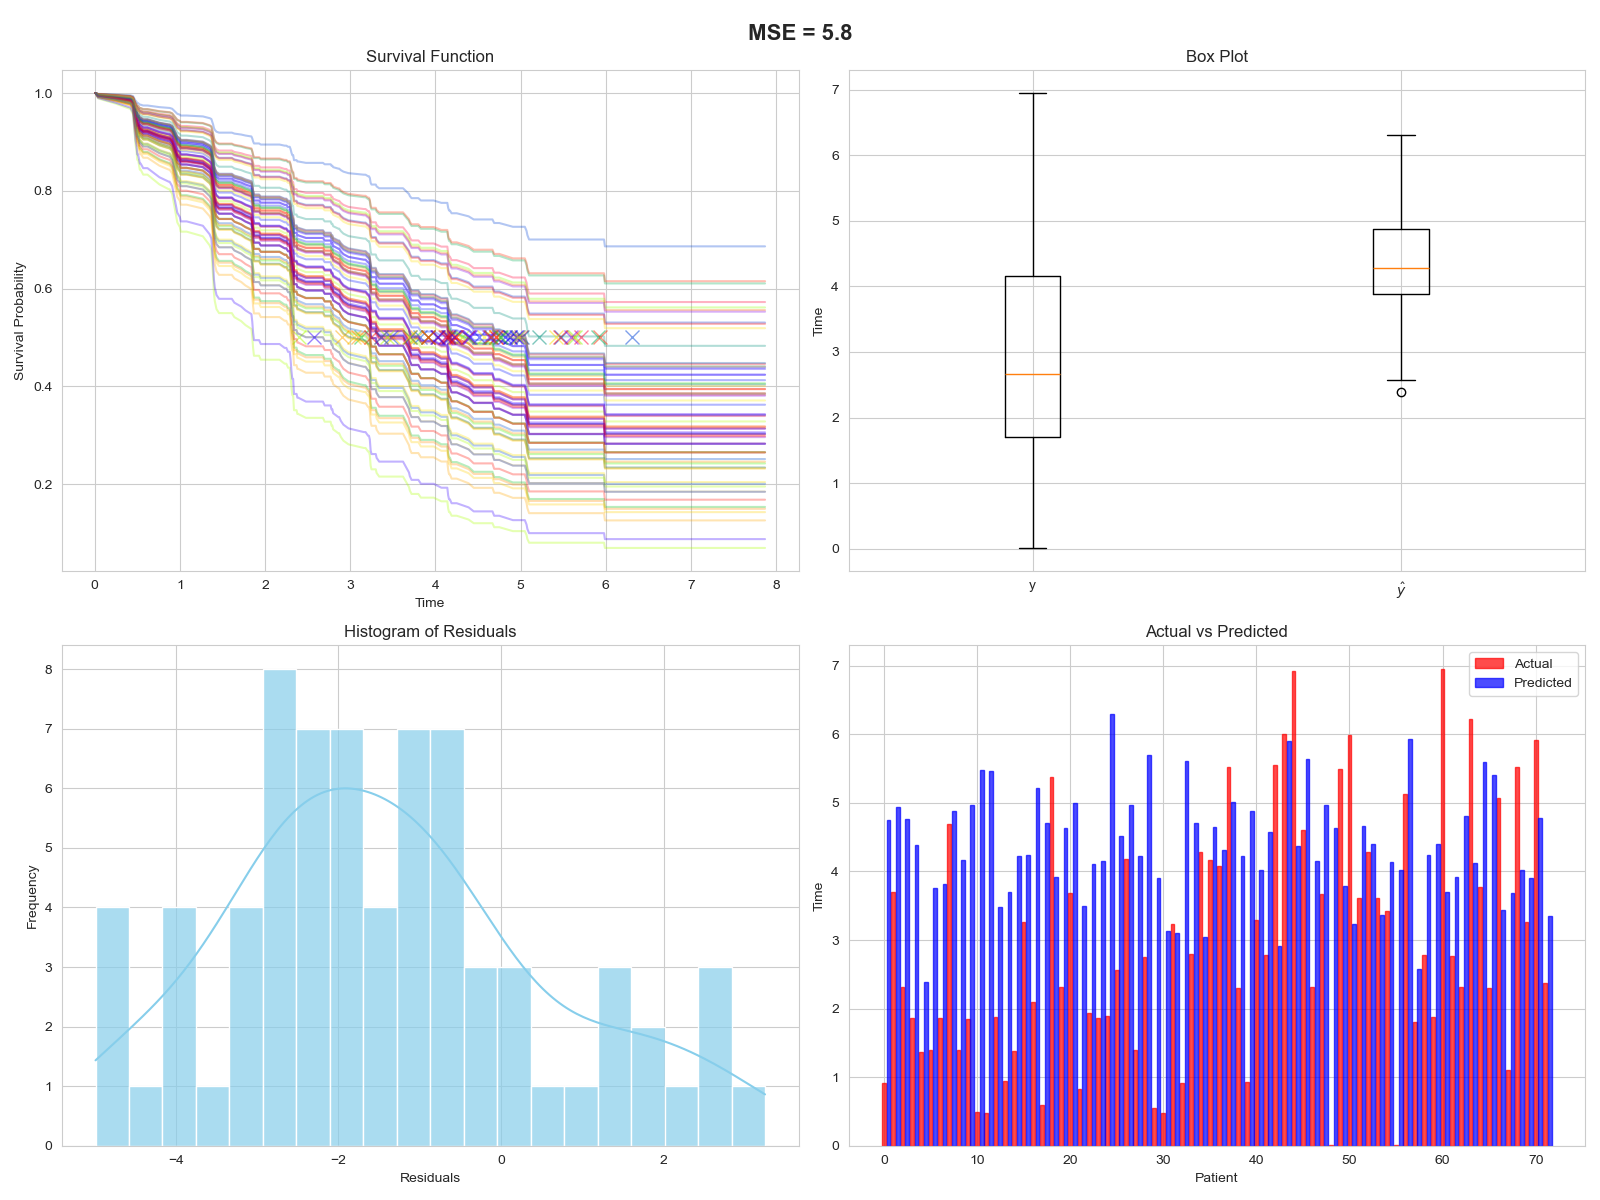 MSE = 5.8
Survival Function
Survival Probability
1.0
0.8
0.6
0.4
0.2
0 1 2 3 4 5 6 7 8
Time
Box Plot
Time
7
6
5
4
3
2
1
0
y ŷ
Histogram of Residuals
Frequency
8
7
6
5
4
3
2
1
0
−4 −2 0 2
Residuals
Actual vs Predicted
Actual
Predicted
Time
7
6
5
4
3
2
1
0
0 10 20 30 40 50 60 70
Patient